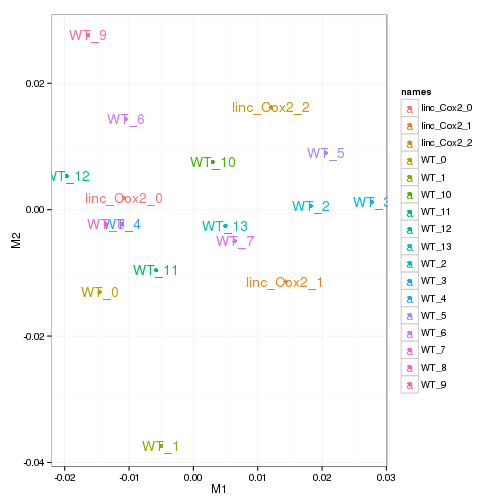 WT_9
0.02
linc_Cox2_2
WT_6
WT_5
WT_10
WT_12
linc_Cox2_0
WT_3
WT_2
0.00
WT_4
WT_13
WT_7
WT_11
linc_Cox2_1
WT_0
-0.02
WT_1
-0.04
-0.02
-0.01
0.00
0.01
0.02
0.03
M1
M2
names
a linc_Cox2_0
a linc_Cox2_1
a linc_Cox2_2
a WT_0
a WT_1
a WT_10
a WT_11
a WT_12
a WT_13
a WT_2
a WT_3
a WT_4
a WT_5
a WT_6
a WT_7
a WT_8
a WT_9